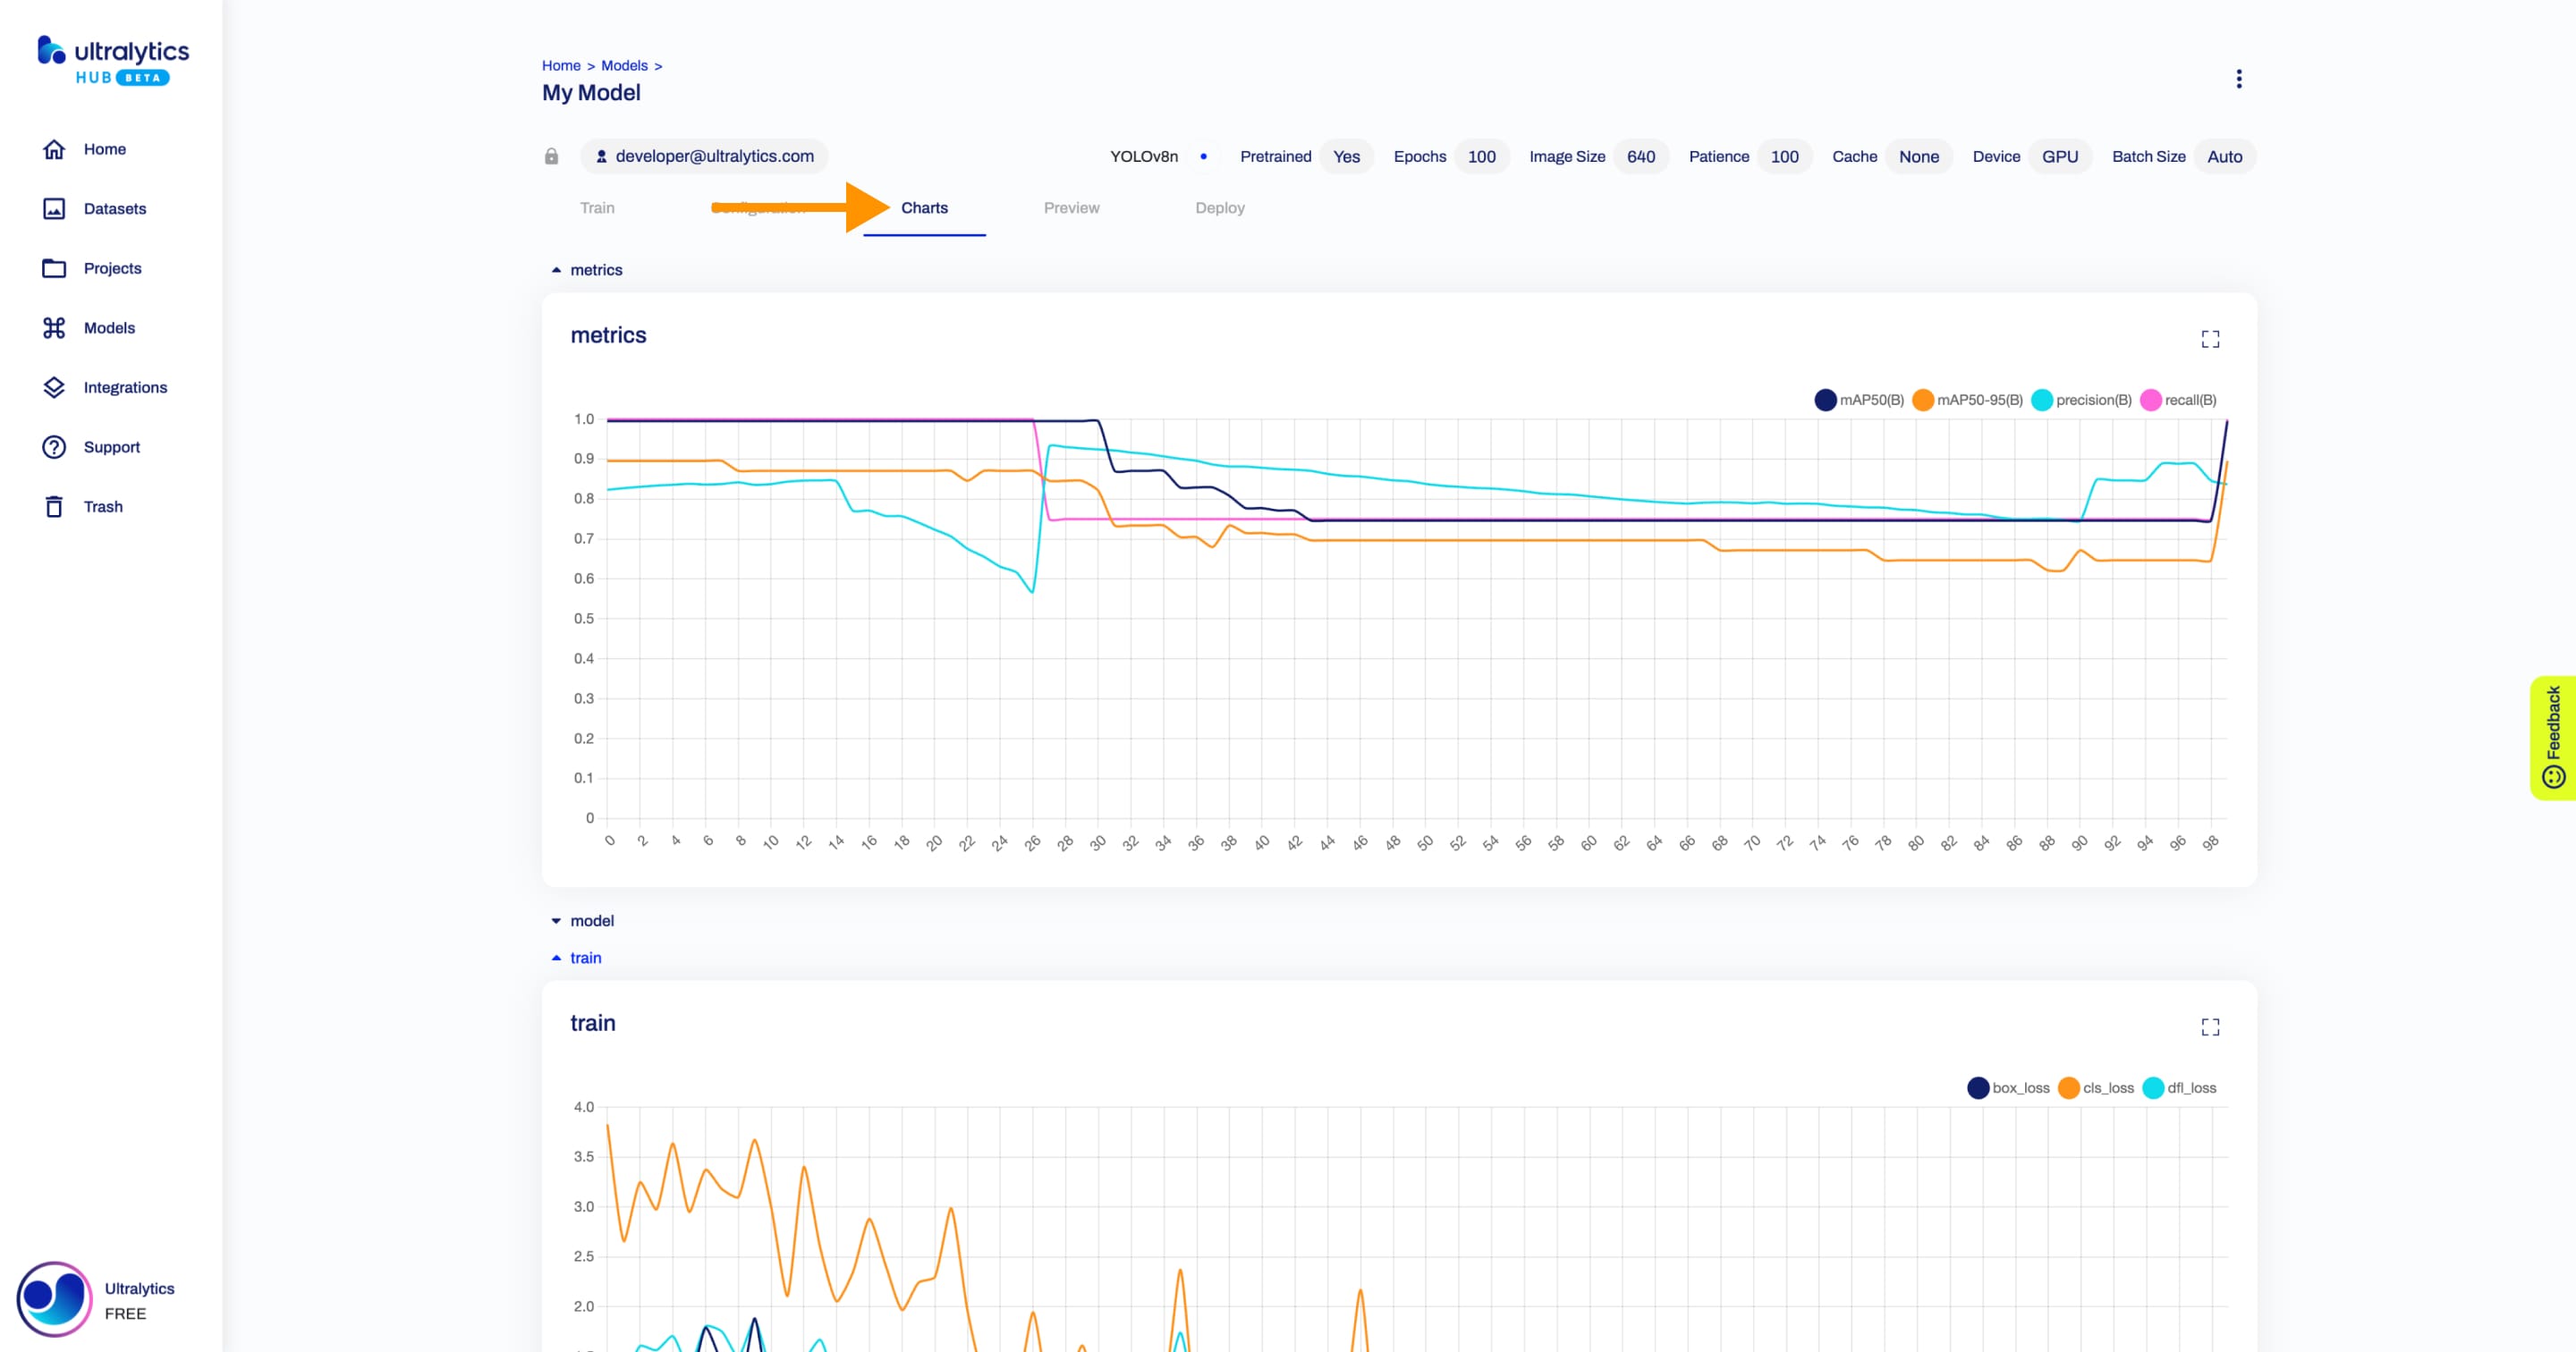 ultralytics
HUB BETA
Home
Datasets
Projects
Models
Integrations
Support
Trash
Ultralytics
FREE
Home > Models >
My Model
developer@ultralytics.com
YOLOv8n Pretrained Yes Epochs 100 Image Size 640 Patience 100 Cache None Device GPU Batch Size Auto
Train Configuration Charts Preview Deploy
metrics
metrics
mAP50(B) mAP50-95(B) precision(B) recall(B)
1.0
0.9
0.8
0.7
0.6
0.5
0.4
0.3
0.2
0.1
0
0 2 4 6 8 10 12 14 16 18 20 22 24 26 28 30 32 34 36 38 40 42 44 46 48 50 52 54 56 58 60 62 64 66 68 70 72 74 76 78 80 82 84 86 88 90 92 94 96 98
model
train
train
box_loss cls_loss dfl_loss
4.0
3.5
3.0
2.5
2.0
Feedback